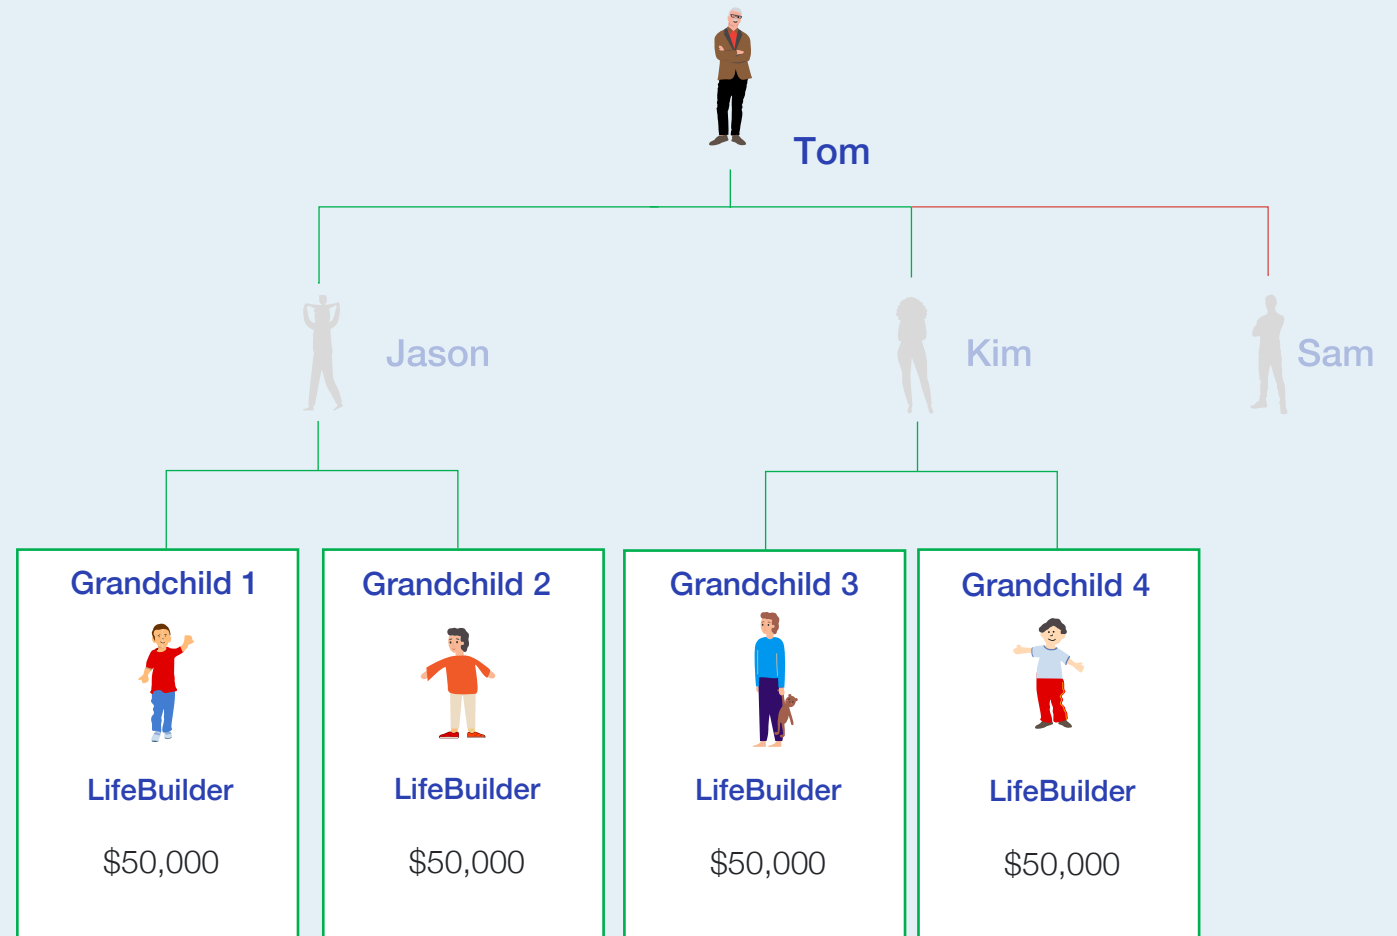 Tom
Jason
Kim
Sam
Grandchild 1
Grandchild 2
Grandchild 3
Grandchild 4
LifeBuilder
LifeBuilder
LifeBuilder
LifeBuilder
$50,000
$50,000
$50,000
$50,000